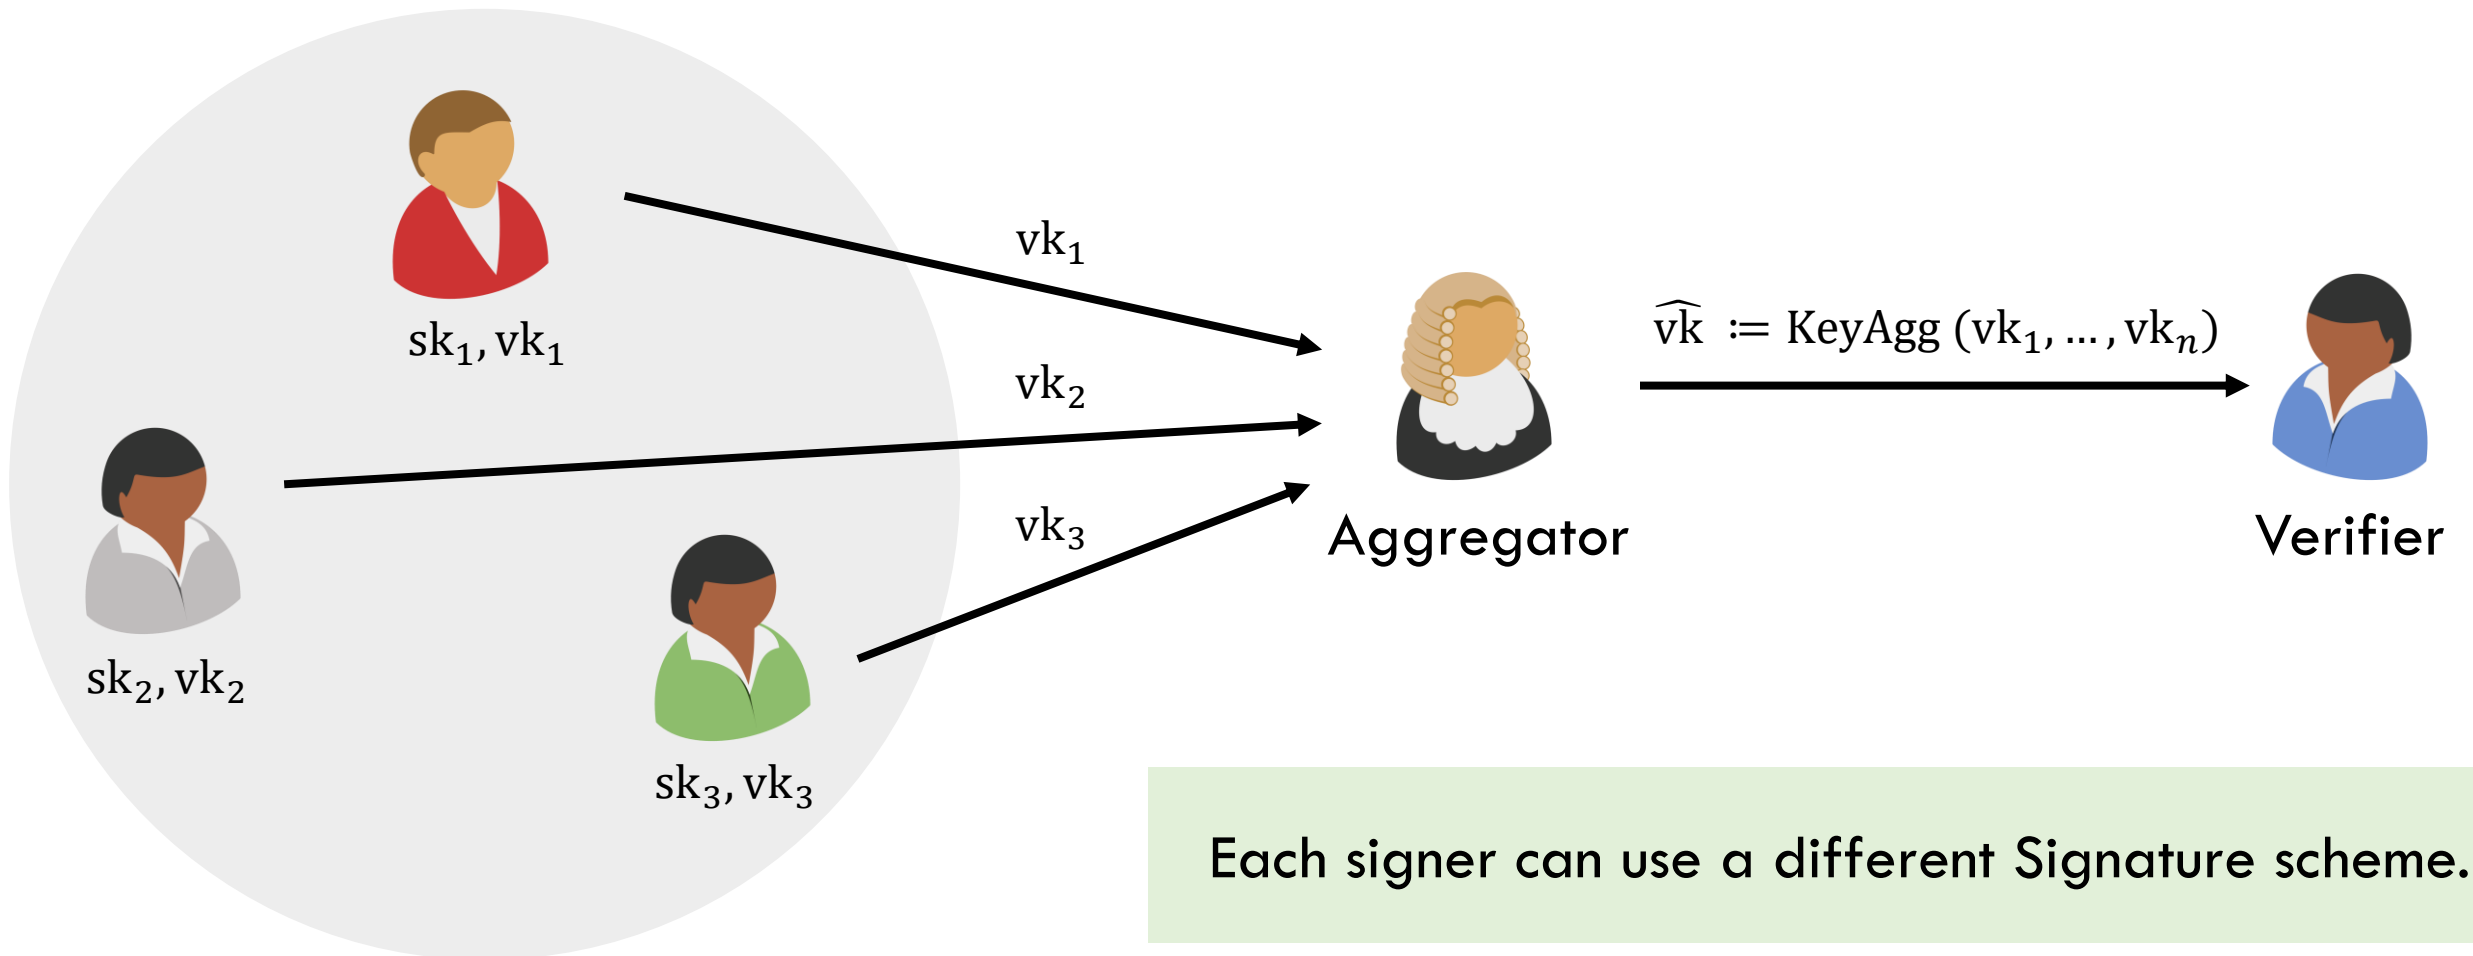 vk₁
sk₁, vk₁
vk₂
sk₂, vk₂
vk₃
sk₃, vk₃
Aggregator
v͡k ≔ KeyAgg (vk₁, … , vkₙ)
Verifier
Each signer can use a different Signature scheme.